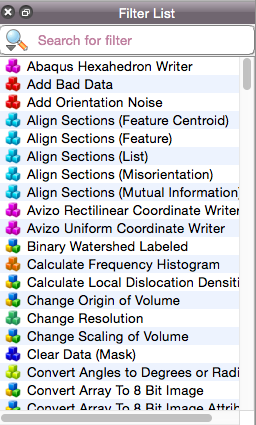 Filter List
Search for filter
Abaqus Hexahedron Writer
Add Bad Data
Add Orientation Noise
Align Sections (Feature Centroid)
Align Sections (Feature)
Align Sections (List)
Align Sections (Misorientation)
Align Sections (Mutual Information)
Avizo Rectilinear Coordinate Writer
Avizo Uniform Coordinate Writer
Binary Watershed Labeled
Calculate Frequency Histogram
Calculate Local Dislocation Densiti
Change Origin of Volume
Change Resolution
Change Scaling of Volume
Clear Data (Mask)
Convert Angles to Degrees or Radi
Convert Array To 8 Bit Image
Convert Array To 8 Bit Image Attrib